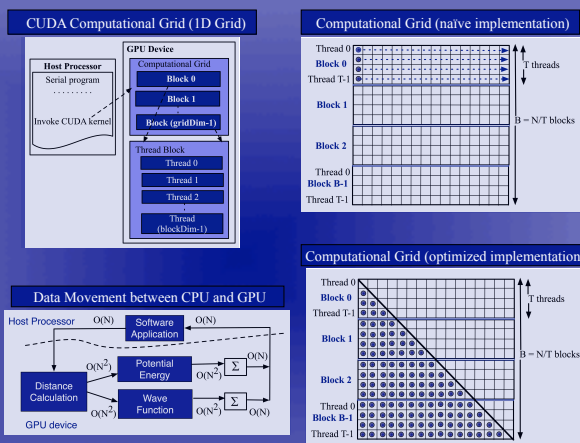 CUDA Computational Grid (1D Grid)
GPU Device
Host Processor
Serial program
. . . . . . . . .
Invoke CUDA kernel
Computational Grid
Block 0
Block 1
Block (gridDim-1)
Thread Block
Thread 0
Thread 1
Thread 2
Thread
(blockDim-1)
Computational Grid (naïve implementation)
Thread 0
Block 0
Thread T-1
Block 1
Block 2
Thread 0
Block B-1
Thread T-1
T threads
B = N/T blocks
Data Movement between CPU and GPU
Host Processor
O(N)
Software
Application
O(N)
O(N²)
Potential
Energy
O(N²)
Σ
O(N)
Distance
Calculation
O(N²)
Wave
Function
O(N²)
Σ
O(N)
GPU device
Computational Grid (optimized implementation
Thread 0
Block 0
Thread T-1
Block 1
Block 2
Thread 0
Block B-1
Thread T-1
T threads
B = N/T blocks